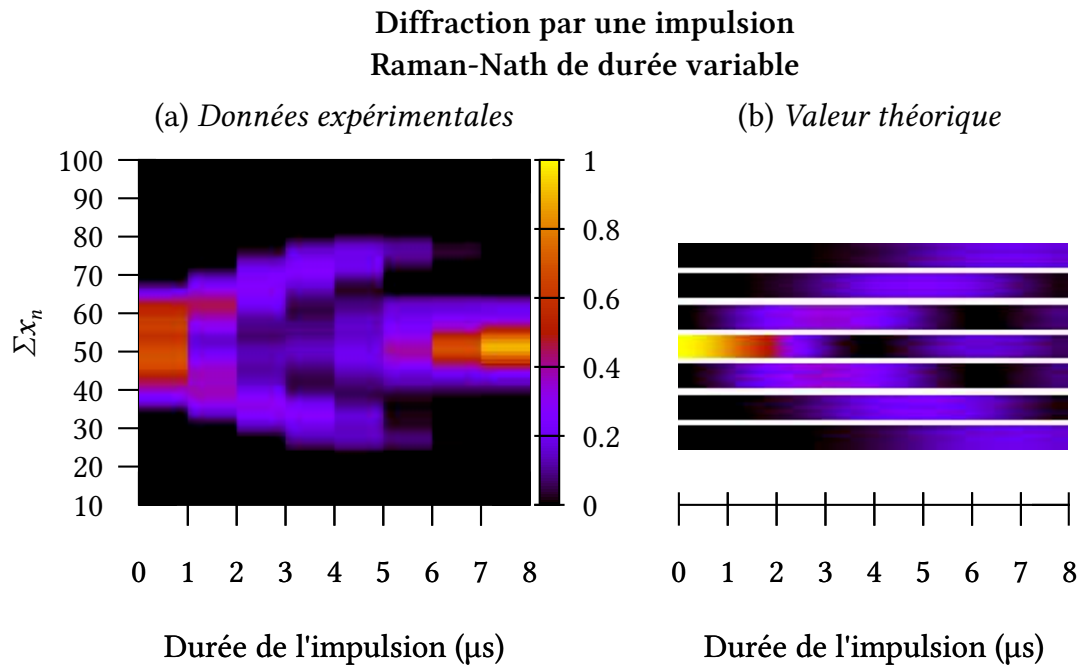 Diffraction par une impulsion
Raman-Nath de durée variable
(a) Données expérimentales
(b) Valeur théorique
Σxₙ
100
90
80
70
60
50
40
30
20
10
1
0.8
0.6
0.4
0.2
0
0 1 2 3 4 5 6 7 8
0 1 2 3 4 5 6 7 8
Durée de l'impulsion (μs)
Durée de l'impulsion (μs)